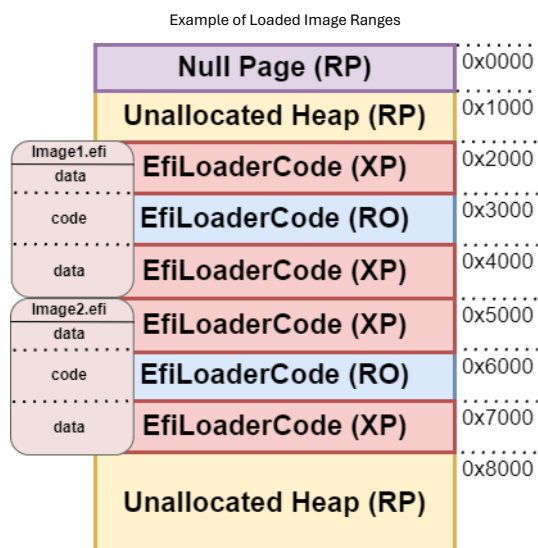 Example of Loaded Image Ranges
Null Page (RP)
0x0000
Unallocated Heap (RP)
0x1000
Image1.efi
data
EfiLoaderCode (XP)
0x2000
code
EfiLoaderCode (RO)
0x3000
data
EfiLoaderCode (XP)
0x4000
Image2.efi
data
EfiLoaderCode (XP)
0x5000
code
EfiLoaderCode (RO)
0x6000
data
EfiLoaderCode (XP)
0x7000
Unallocated Heap (RP)
0x8000